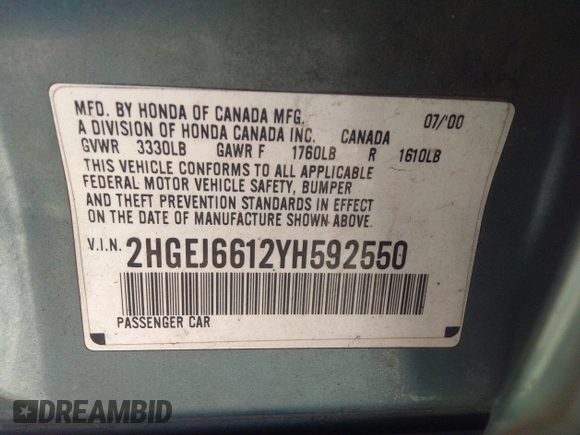 MFD. BY HONDA OF CANADA MFG. 07/'00
A DIVISION OF HONDA CANADA INC. CANADA
GVWR 3330LB GAWR F 1760LB R 1610LB
THIS VEHICLE CONFORMS TO ALL APPLICABLE
FEDERAL MOTOR VEHICLE SAFETY, BUMPER
AND THEFT PREVENTION STANDARDS IN EFFECT
ON THE DATE OF MANUFACTURE SHOWN ABOVE.
V.I.N. 2HGEJ6612YH592550
PASSENGER CAR
DREAMBID